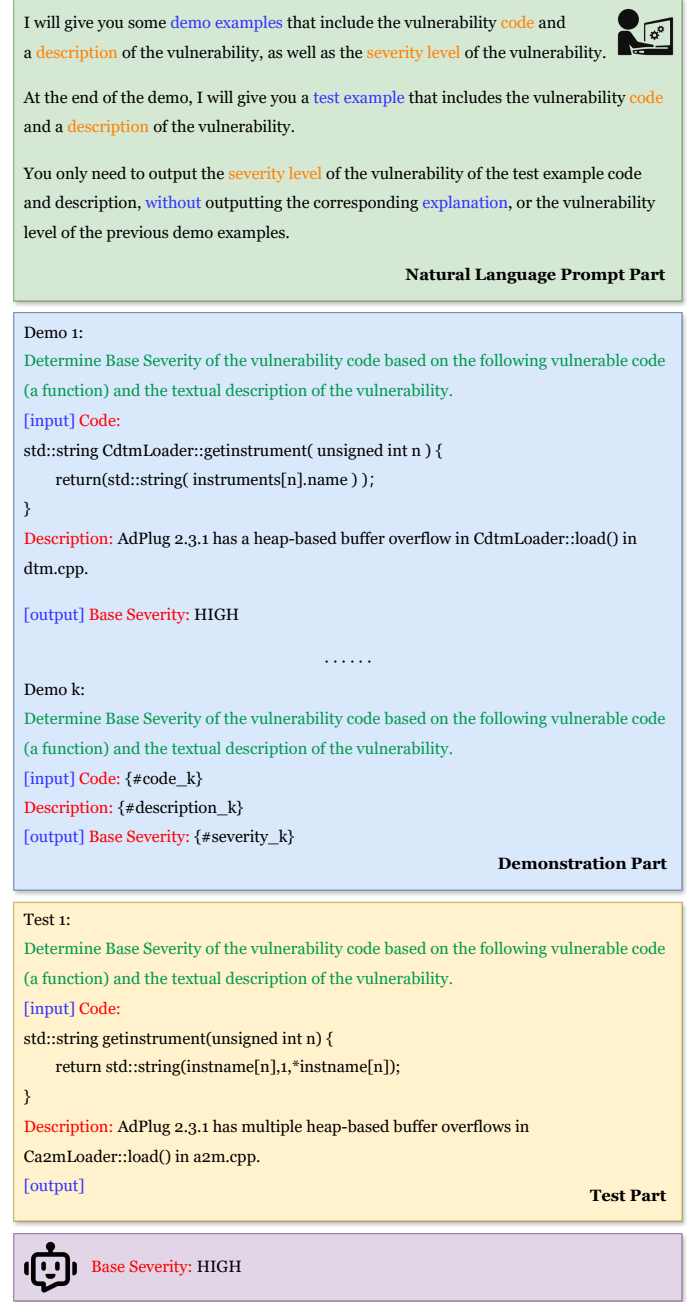 I will give you some demo examples that include the vulnerability code and
a description of the vulnerability, as well as the severity level of the vulnerability.
At the end of the demo, I will give you a test example that includes the vulnerability code
and a description of the vulnerability.
You only need to output the severity level of the vulnerability of the test example code
and description, without outputting the corresponding explanation, or the vulnerability
level of the previous demo examples.
Natural Language Prompt Part
Demo 1:
Determine Base Severity of the vulnerability code based on the following vulnerable code
(a function) and the textual description of the vulnerability.
[input] Code:
std::string CdtmLoader::getinstrument( unsigned int n ) {
return(std::string( instruments[n].name ) );
}
Description: AdPlug 2.3.1 has a heap-based buffer overflow in CdtmLoader::load() in
dtm.cpp.
[output] Base Severity: HIGH
......
Demo k:
Determine Base Severity of the vulnerability code based on the following vulnerable code
(a function) and the textual description of the vulnerability.
[input] Code: {#code_k}
Description: {#description_k}
[output] Base Severity: {#severity_k}
Demonstration Part
Test 1:
Determine Base Severity of the vulnerability code based on the following vulnerable code
(a function) and the textual description of the vulnerability.
[input] Code:
std::string getinstrument(unsigned int n) {
return std::string(instname[n],1,*instname[n]);
}
Description: AdPlug 2.3.1 has multiple heap-based buffer overflows in
Ca2mLoader::load() in a2m.cpp.
[output]
Test Part
Base Severity: HIGH